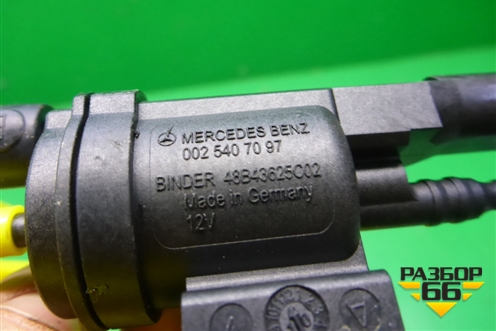 MERCEDES BENZ
002 540 70 97
BINDER 48B43625C02
Made in Germany
12V
РАЗБОР
66